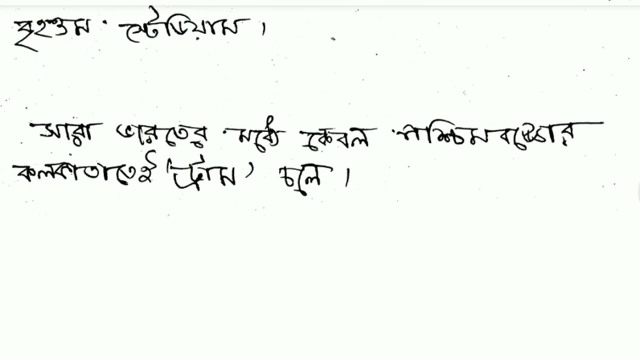 বৃহত্তম স্টেডিয়াম।
সারা ভারতের মধ্যে কেবল পশ্চিমবঙ্গের
কলকাতাতেই 'ট্রাম' চলে।